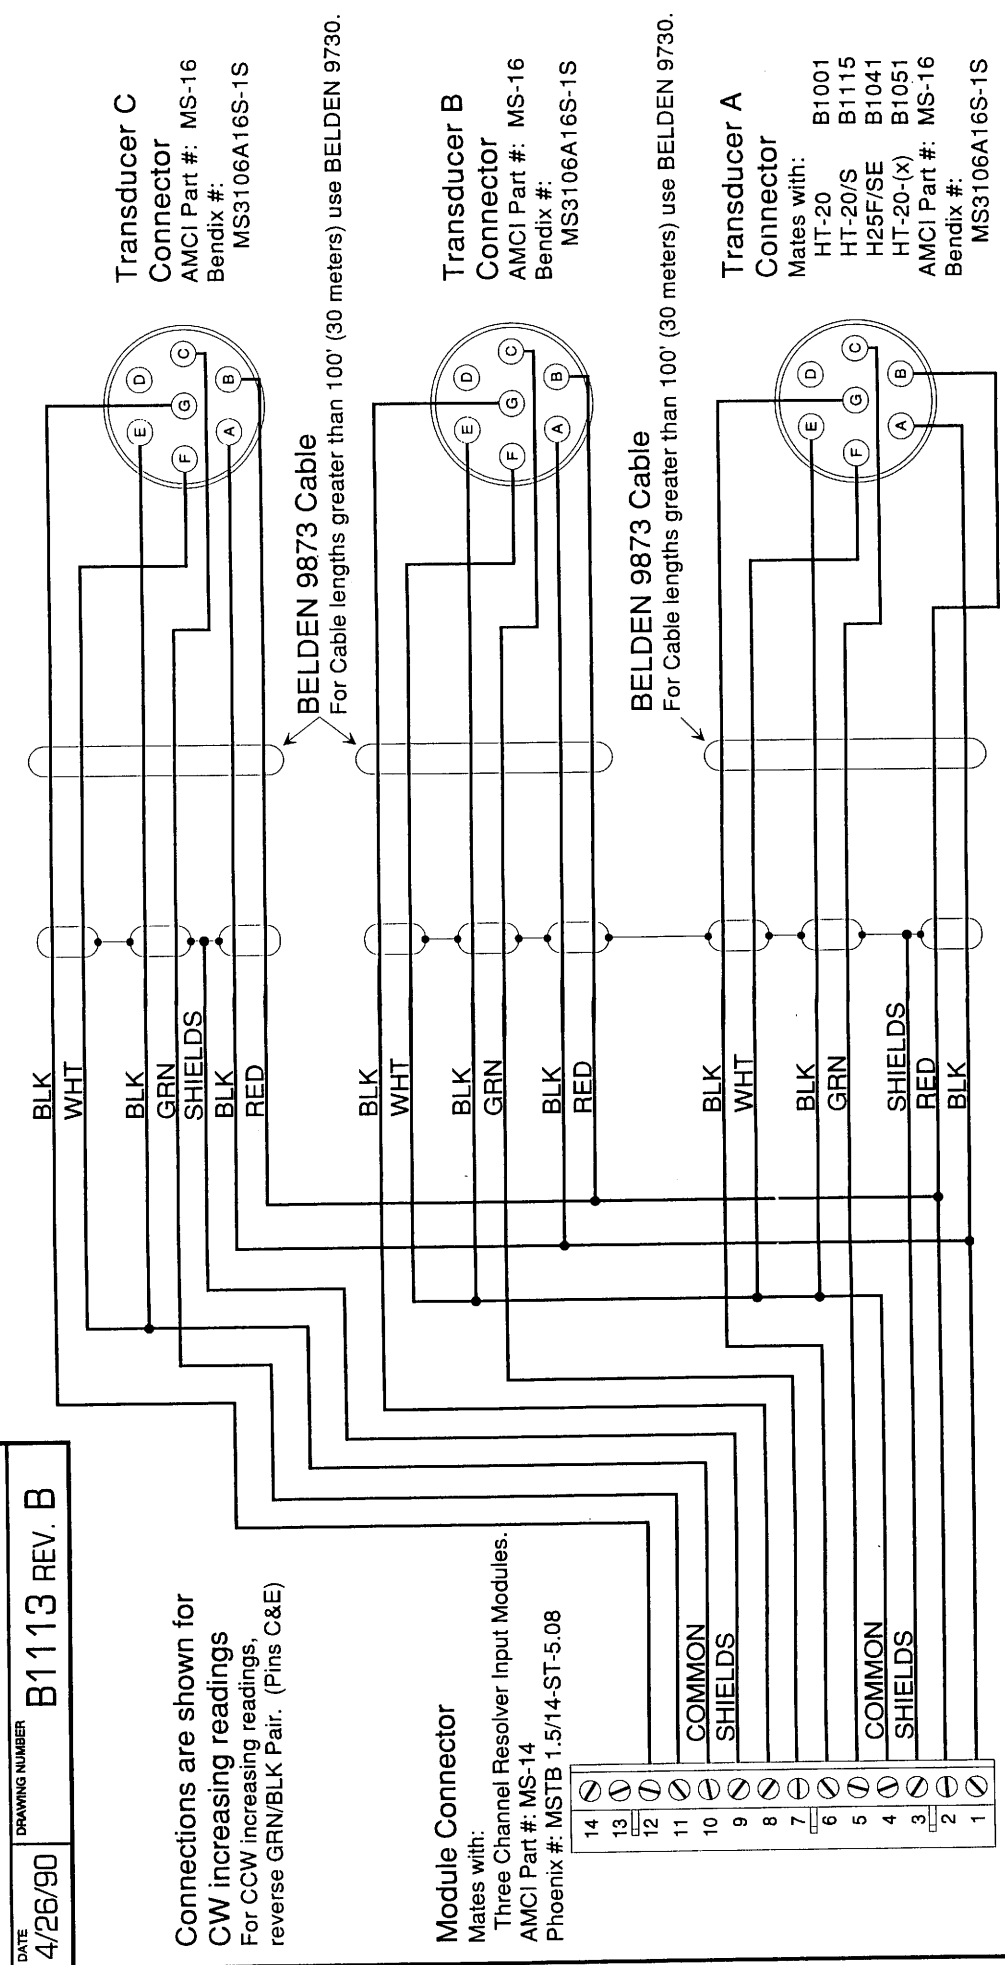 DATE
4/26/90
DRAWING NUMBER
B1113 REV. B
Connections are shown for
CW increasing readings
For CCW increasing readings,
reverse GRN/BLK Pair. (Pins C&E)
Module Connector
Mates with:
Three Channel Resolver Input Modules.
AMCI Part #: MS-14
Phoenix #: MSTB 1.5/14-ST-5.08
14
13
12
11
10
9
8
7
6
5
4
3
2
1
COMMON
SHIELDS
COMMON
SHIELDS
BLK
WHT
BLK
GRN
SHIELDS
BLK
RED
BLK
WHT
BLK
GRN
BLK
RED
BLK
WHT
BLK
GRN
SHIELDS
RED
BLK
BELDEN 9873 Cable
For Cable lengths greater than 100' (30 meters) use BELDEN 9730.
BELDEN 9873 Cable
For Cable lengths greater than 100' (30 meters) use BELDEN 9730.
E
D
F
G
C
A
B
E
D
F
G
C
A
B
E
D
F
G
C
A
B
Transducer C
Connector
AMCI Part #: MS-16
Bendix #:
MS3106A16S-1S
Transducer B
Connector
AMCI Part #: MS-16
Bendix #:
MS3106A16S-1S
Transducer A
Connector
Mates with:
HT-20 B1001
HT-20/S B1115
H25F/SE B1041
HT-20-(x) B1051
AMCI Part #: MS-16
Bendix #:
MS3106A16S-1S